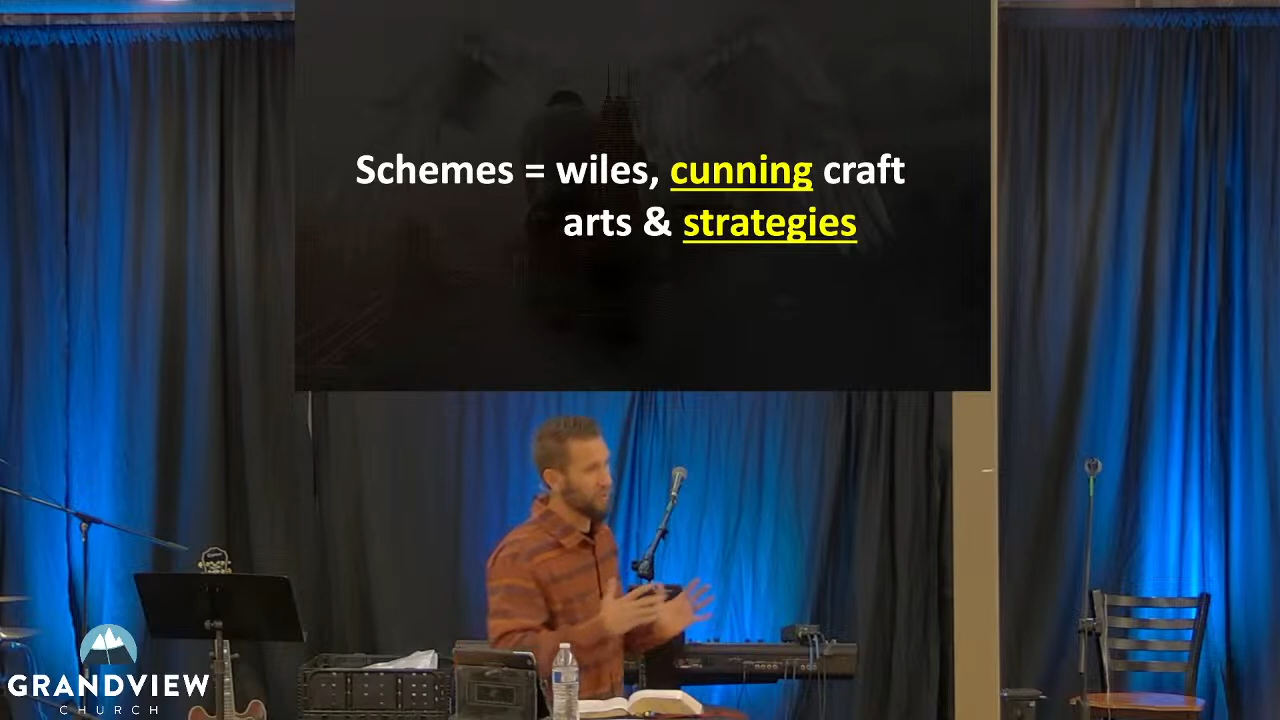 Schemes = wiles, cunning craft
arts & strategies
GRANDVIEW
CHURCH